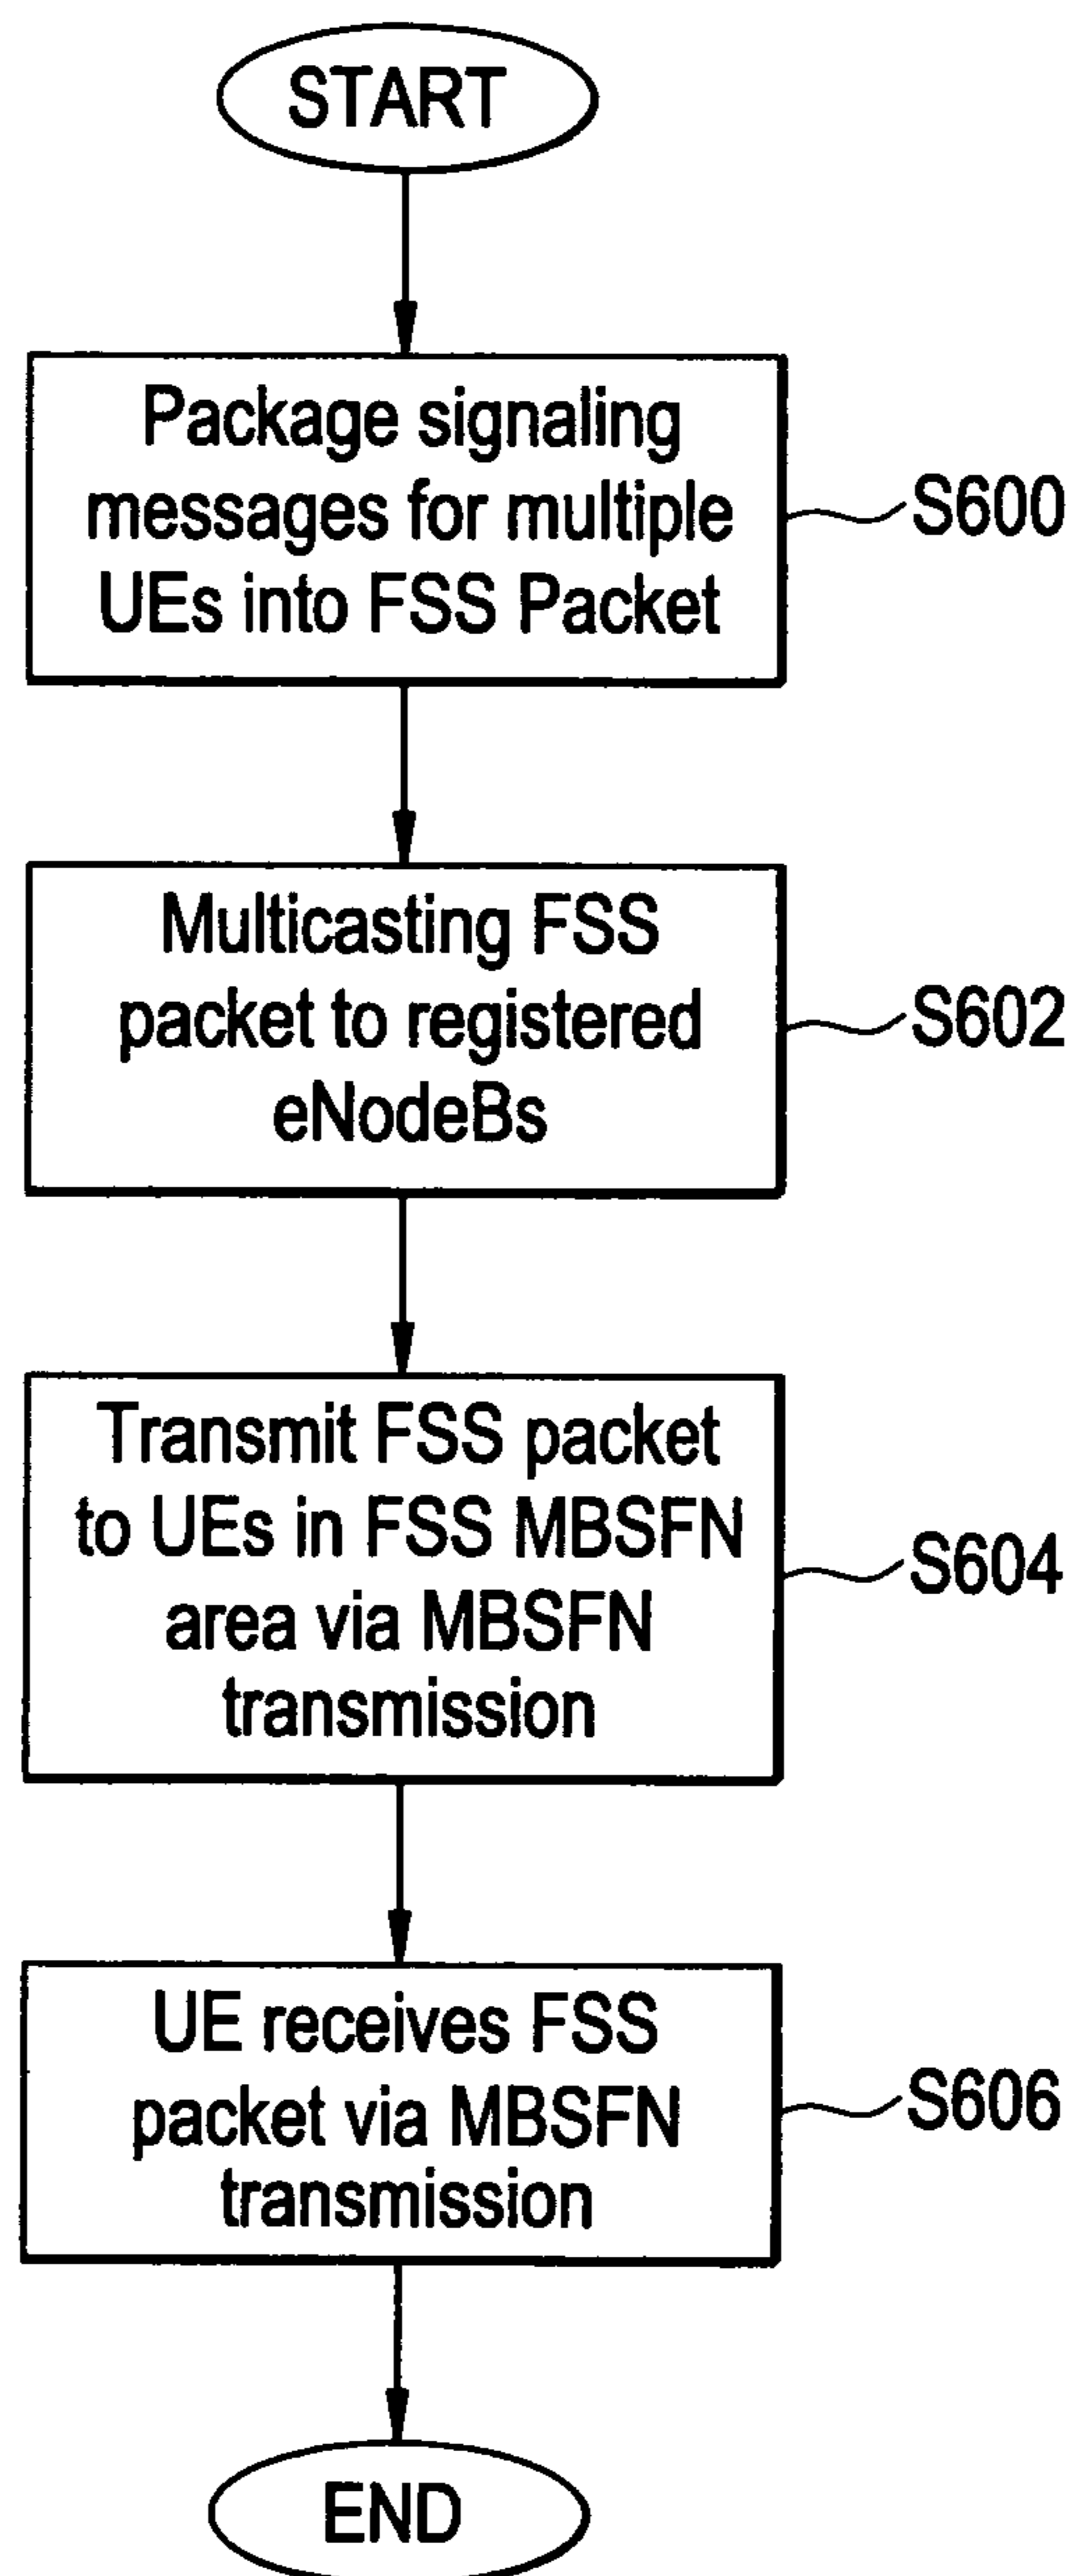 START
Package signaling
messages for multiple
UEs into FSS Packet
S600
Multicasting FSS
packet to registered
eNodeBs
S602
Transmit FSS packet
to UEs in FSS MBSFN
area via MBSFN
transmission
S604
UE receives FSS
packet via MBSFN
transmission
S606
END